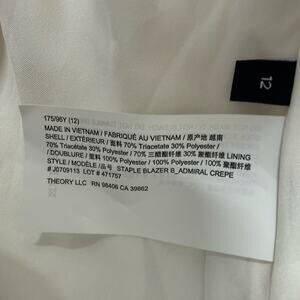 12
175/96Y (12)
MADE IN VIETNAM / FABRIQUÉ AU VIETNAM / 原产地 越南
SHELL / EXTÉRIEUR / 面料
70% Triacetate 30% Polyester /
70% Triacétate 30% Polyester / 70% 三醋酯纤维 30% 聚酯纤维 LINING
/ DOUBLURE / 里料 100% Polyester / 100% Polyester / 100% 聚酯纤维
STYLE / MODÈLE / 品号 STAPLE BLAZER B_ADMIRAL CREPE
# J0709113 LOT # 471757
THEORY LLC RN 98406 CA 39862